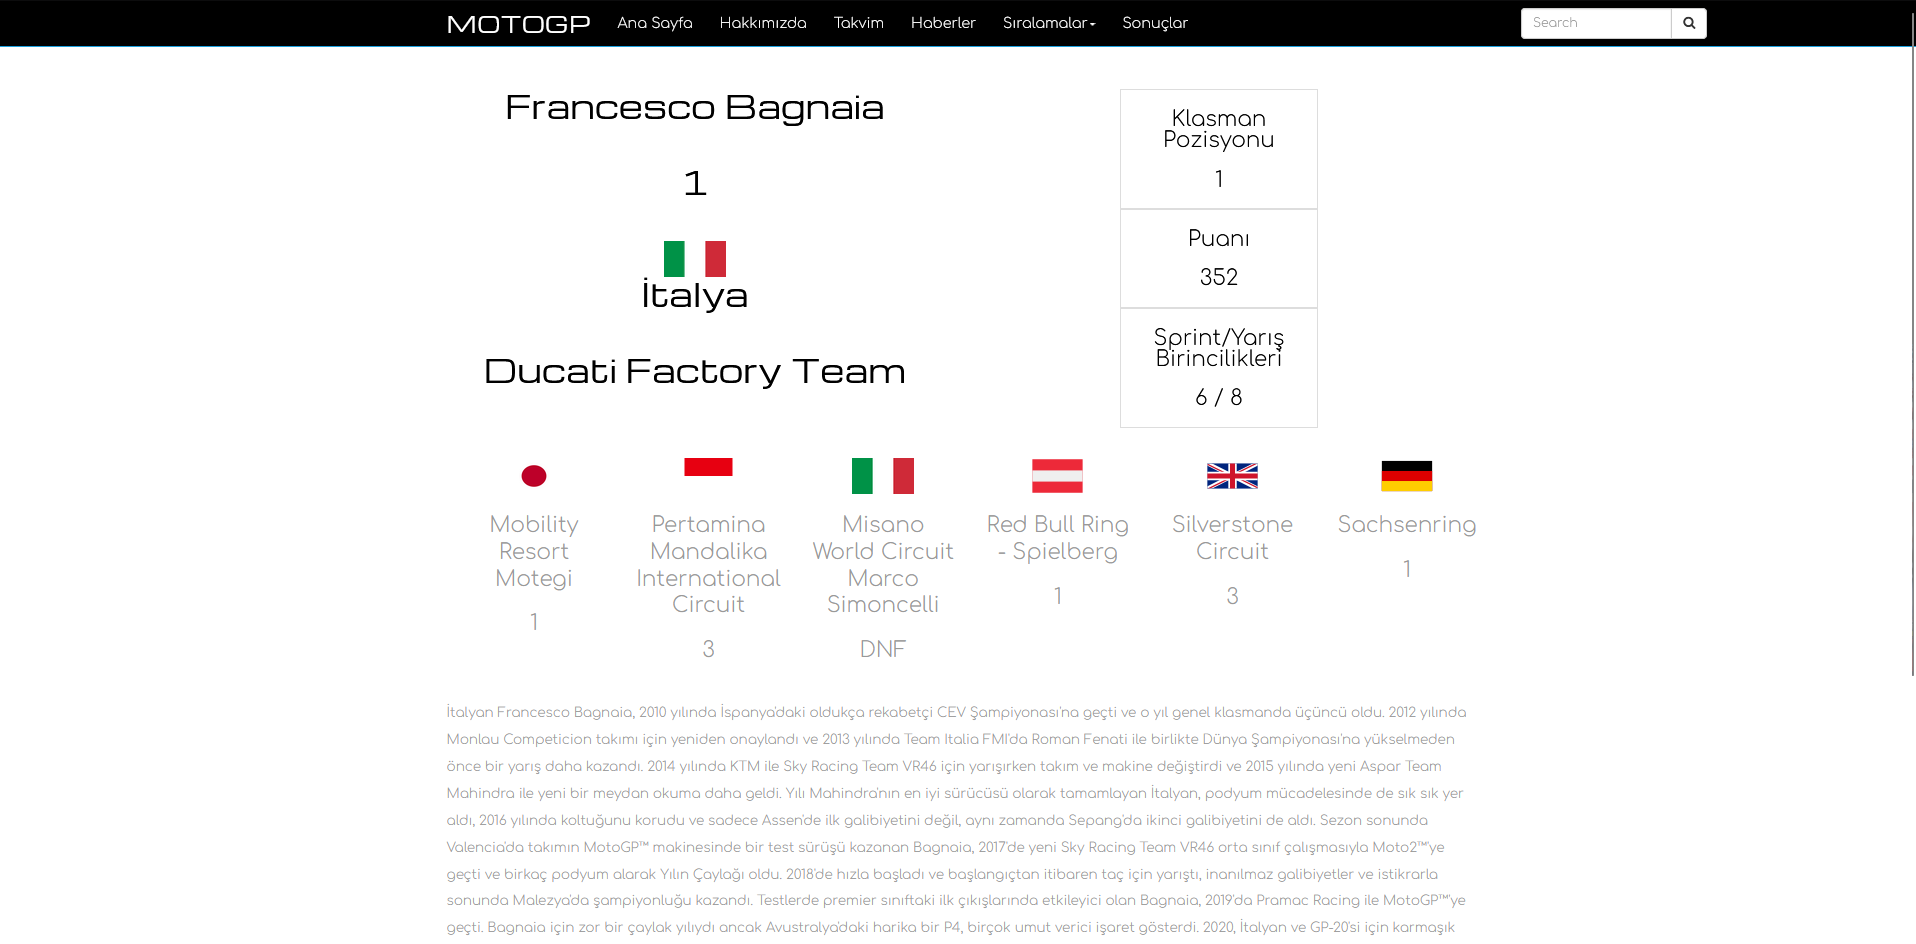 MOTOGP Ana Sayfa Hakkımızda Takvim Haberler Sıralamalar Sonuçlar Search
Francesco Bagnaia
1
İtalya
Ducati Factory Team
Klasman
Pozisyonu
1
Puanı
352
Sprint/Yarış
Birincilikleri
6 / 8
Mobility
Resort
Motegi
1
Pertamina
Mandalika
International
Circuit
3
Misano
World Circuit
Marco
Simoncelli
DNF
Red Bull Ring
- Spielberg
1
Silverstone
Circuit
3
Sachsenring
1
İtalyan Francesco Bagnaia, 2010 yılında İspanya'daki oldukça rekabetçi CEV Şampiyonası'na geçti ve o yıl genel klasmanda üçüncü oldu. 2012 yılında
Monlau Competicion takımı için yeniden onaylandı ve 2013 yılında Team Italia FMI'da Roman Fenati ile birlikte Dünya Şampiyonası'na yükselmeden
önce bir yarış daha kazandı. 2014 yılında KTM ile Sky Racing Team VR46 için yarışırken takım ve makine değiştirdi ve 2015 yılında yeni Aspar Team
Mahindra ile yeni bir meydan okuma daha geldi. Yılı Mahindra'nın en iyi sürücüsü olarak tamamlayan İtalyan, podyum mücadelesinde de sık sık yer
aldı, 2016 yılında koltuğunu korudu ve sadece Assen'de ilk galibiyetini değil, aynı zamanda Sepang'da ikinci galibiyetini de aldı. Sezon sonunda
Valencia'da takımın MotoGP™ makinesinde bir test sürüşü kazanan Bagnaia, 2017'de yeni Sky Racing Team VR46 orta sınıf çalışmasıyla Moto2™'ye
geçti ve birkaç podyum alarak Yılın Çaylağı oldu. 2018'de hızla başladı ve başlangıçtan itibaren taç için yarıştı, inanılmaz galibiyetler ve istikrarla
sonunda Malezya'da şampiyonluğu kazandı. Testlerde premier sınıftaki ilk çıkışlarında etkileyici olan Bagnaia, 2019'da Pramac Racing ile MotoGP™'ye
geçti. Bagnaia için zor bir çaylak yılıydı ancak Avustralya'daki harika bir P4, birçok umut verici işaret gösterdi. 2020, İtalyan ve GP-20'si için karmaşık